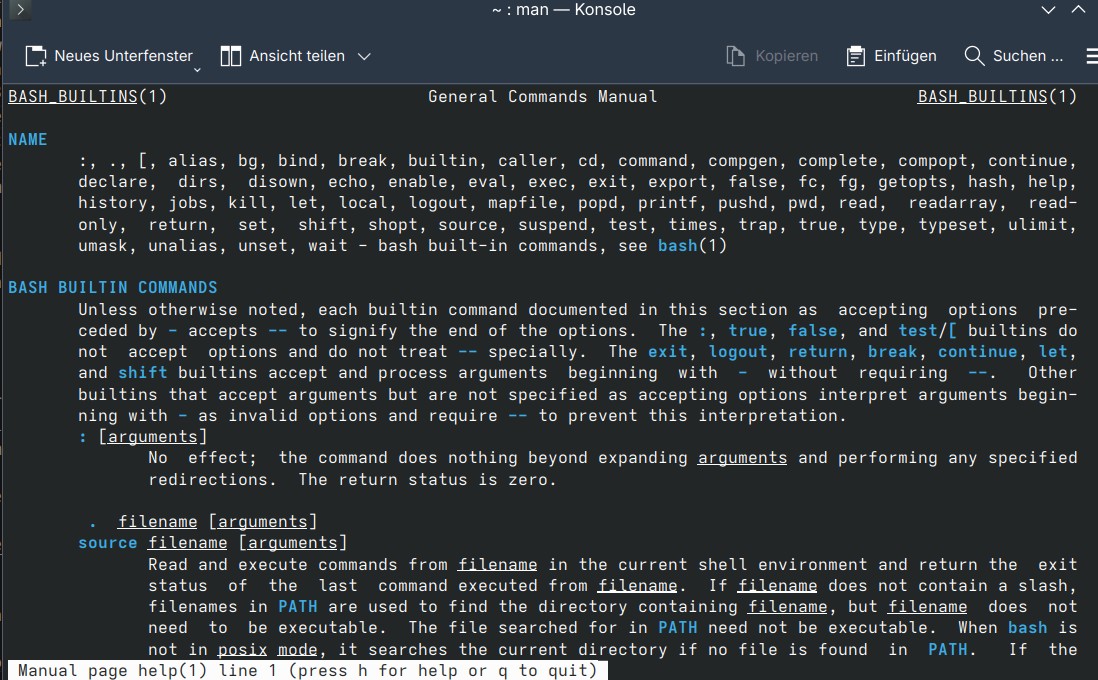 ~ : man — Konsole
Neues Unterfenster Ansicht teilen Kopieren Einfügen Suchen ...
BASH_BUILTINS(1) General Commands Manual BASH_BUILTINS(1)
NAME
:, ., [, alias, bg, bind, break, builtin, caller, cd, command, compgen, complete, compopt, continue,
declare, dirs, disown, echo, enable, eval, exec, exit, export, false, fc, fg, getopts, hash, help,
history, jobs, kill, let, local, logout, mapfile, popd, printf, pushd, pwd, read, readarray, read-
only, return, set, shift, shopt, source, suspend, test, times, trap, true, type, typeset, ulimit,
umask, unalias, unset, wait - bash built-in commands, see bash(1)
BASH BUILTIN COMMANDS
Unless otherwise noted, each builtin command documented in this section as accepting options pre-
ceded by - accepts -- to signify the end of the options. The :, true, false, and test/[ builtins do
not accept options and do not treat -- specially. The exit, logout, return, break, continue, let,
and shift builtins accept and process arguments beginning with - without requiring --. Other
builtins that accept arguments but are not specified as accepting options interpret arguments begin-
ning with - as invalid options and require -- to prevent this interpretation.
: [arguments]
No effect; the command does nothing beyond expanding arguments and performing any specified
redirections. The return status is zero.
. filename [arguments]
source filename [arguments]
Read and execute commands from filename in the current shell environment and return the exit
status of the last command executed from filename. If filename does not contain a slash,
filenames in PATH are used to find the directory containing filename, but filename does not
need to be executable. The file searched for in PATH need not be executable. When bash is
not in posix mode, it searches the current directory if no file is found in PATH. If the
Manual page help(1) line 1 (press h for help or q to quit)